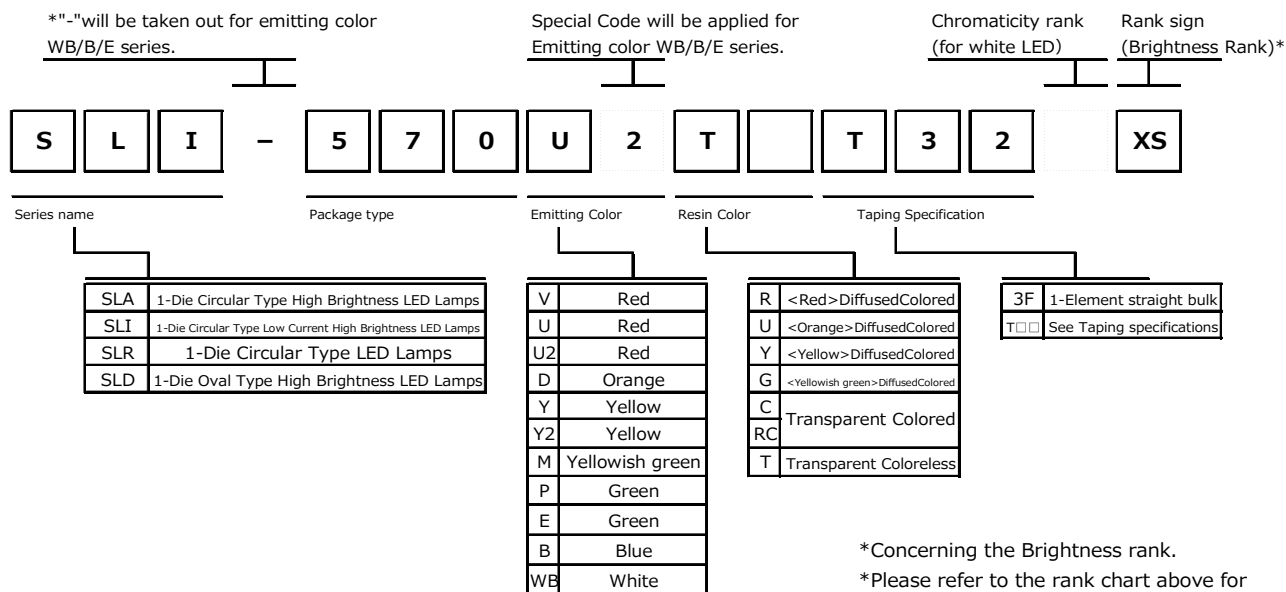 *"-"will be taken out for emitting color
WB/B/E series.
Special Code will be applied for
Emitting color WB/B/E series.
Chromaticity rank
(for white LED)
Rank sign
(Brightness Rank)*
S L I – 5 7 0 U 2 T T 3 2 XS
Series name
Package type
Emitting Color
Resin Color
Taping Specification
SLA 1-Die Circular Type High Brightness LED Lamps
SLI 1-Die Circular Type Low Current High Brightness LED Lamps
SLR 1-Die Circular Type LED Lamps
SLD 1-Die Oval Type High Brightness LED Lamps
V Red
U Red
U2 Red
D Orange
Y Yellow
Y2 Yellow
M Yellowish green
P Green
E Green
B Blue
WB White
R <Red>DiffusedColored
U <Orange>DiffusedColored
Y <Yellow>DiffusedColored
G <Yellowish green>DiffusedColored
C
RC
Transparent Colored
T Transparent Coloreless
3F 1-Element straight bulk
T□□ See Taping specifications
*Concerning the Brightness rank.
*Please refer to the rank chart above for